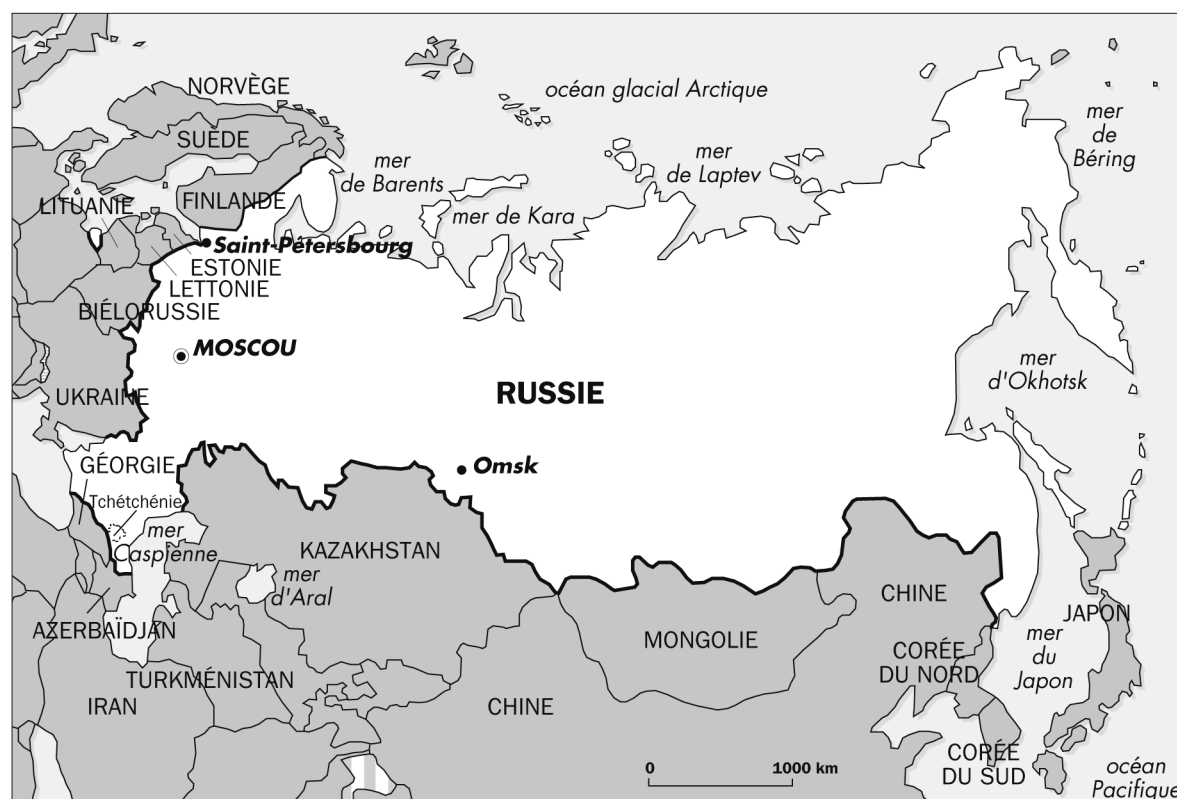 NORVÈGE
océan glacial Arctique
SUÈDE
mer
de Barents
mer
de Laptev
mer
de
Béring
LITUANIE
FINLANDE
mer de Kara
Saint-Pétersbourg
ESTONIE
LETTONIE
BIÉLORUSSIE
MOSCOU
mer
d'Okhotsk
UKRAINE
RUSSIE
GÉORGIE
Omsk
Tchétchénie
mer
Caspienne
KAZAKHSTAN
mer
d'Aral
CHINE
AZERBAÏDJAN
MONGOLIE
JAPON
CORÉE
DU NORD
mer
du
Japon
TURKMÉNISTAN
IRAN
CHINE
CORÉE
DU SUD
0 1000 km
océan
Pacifique